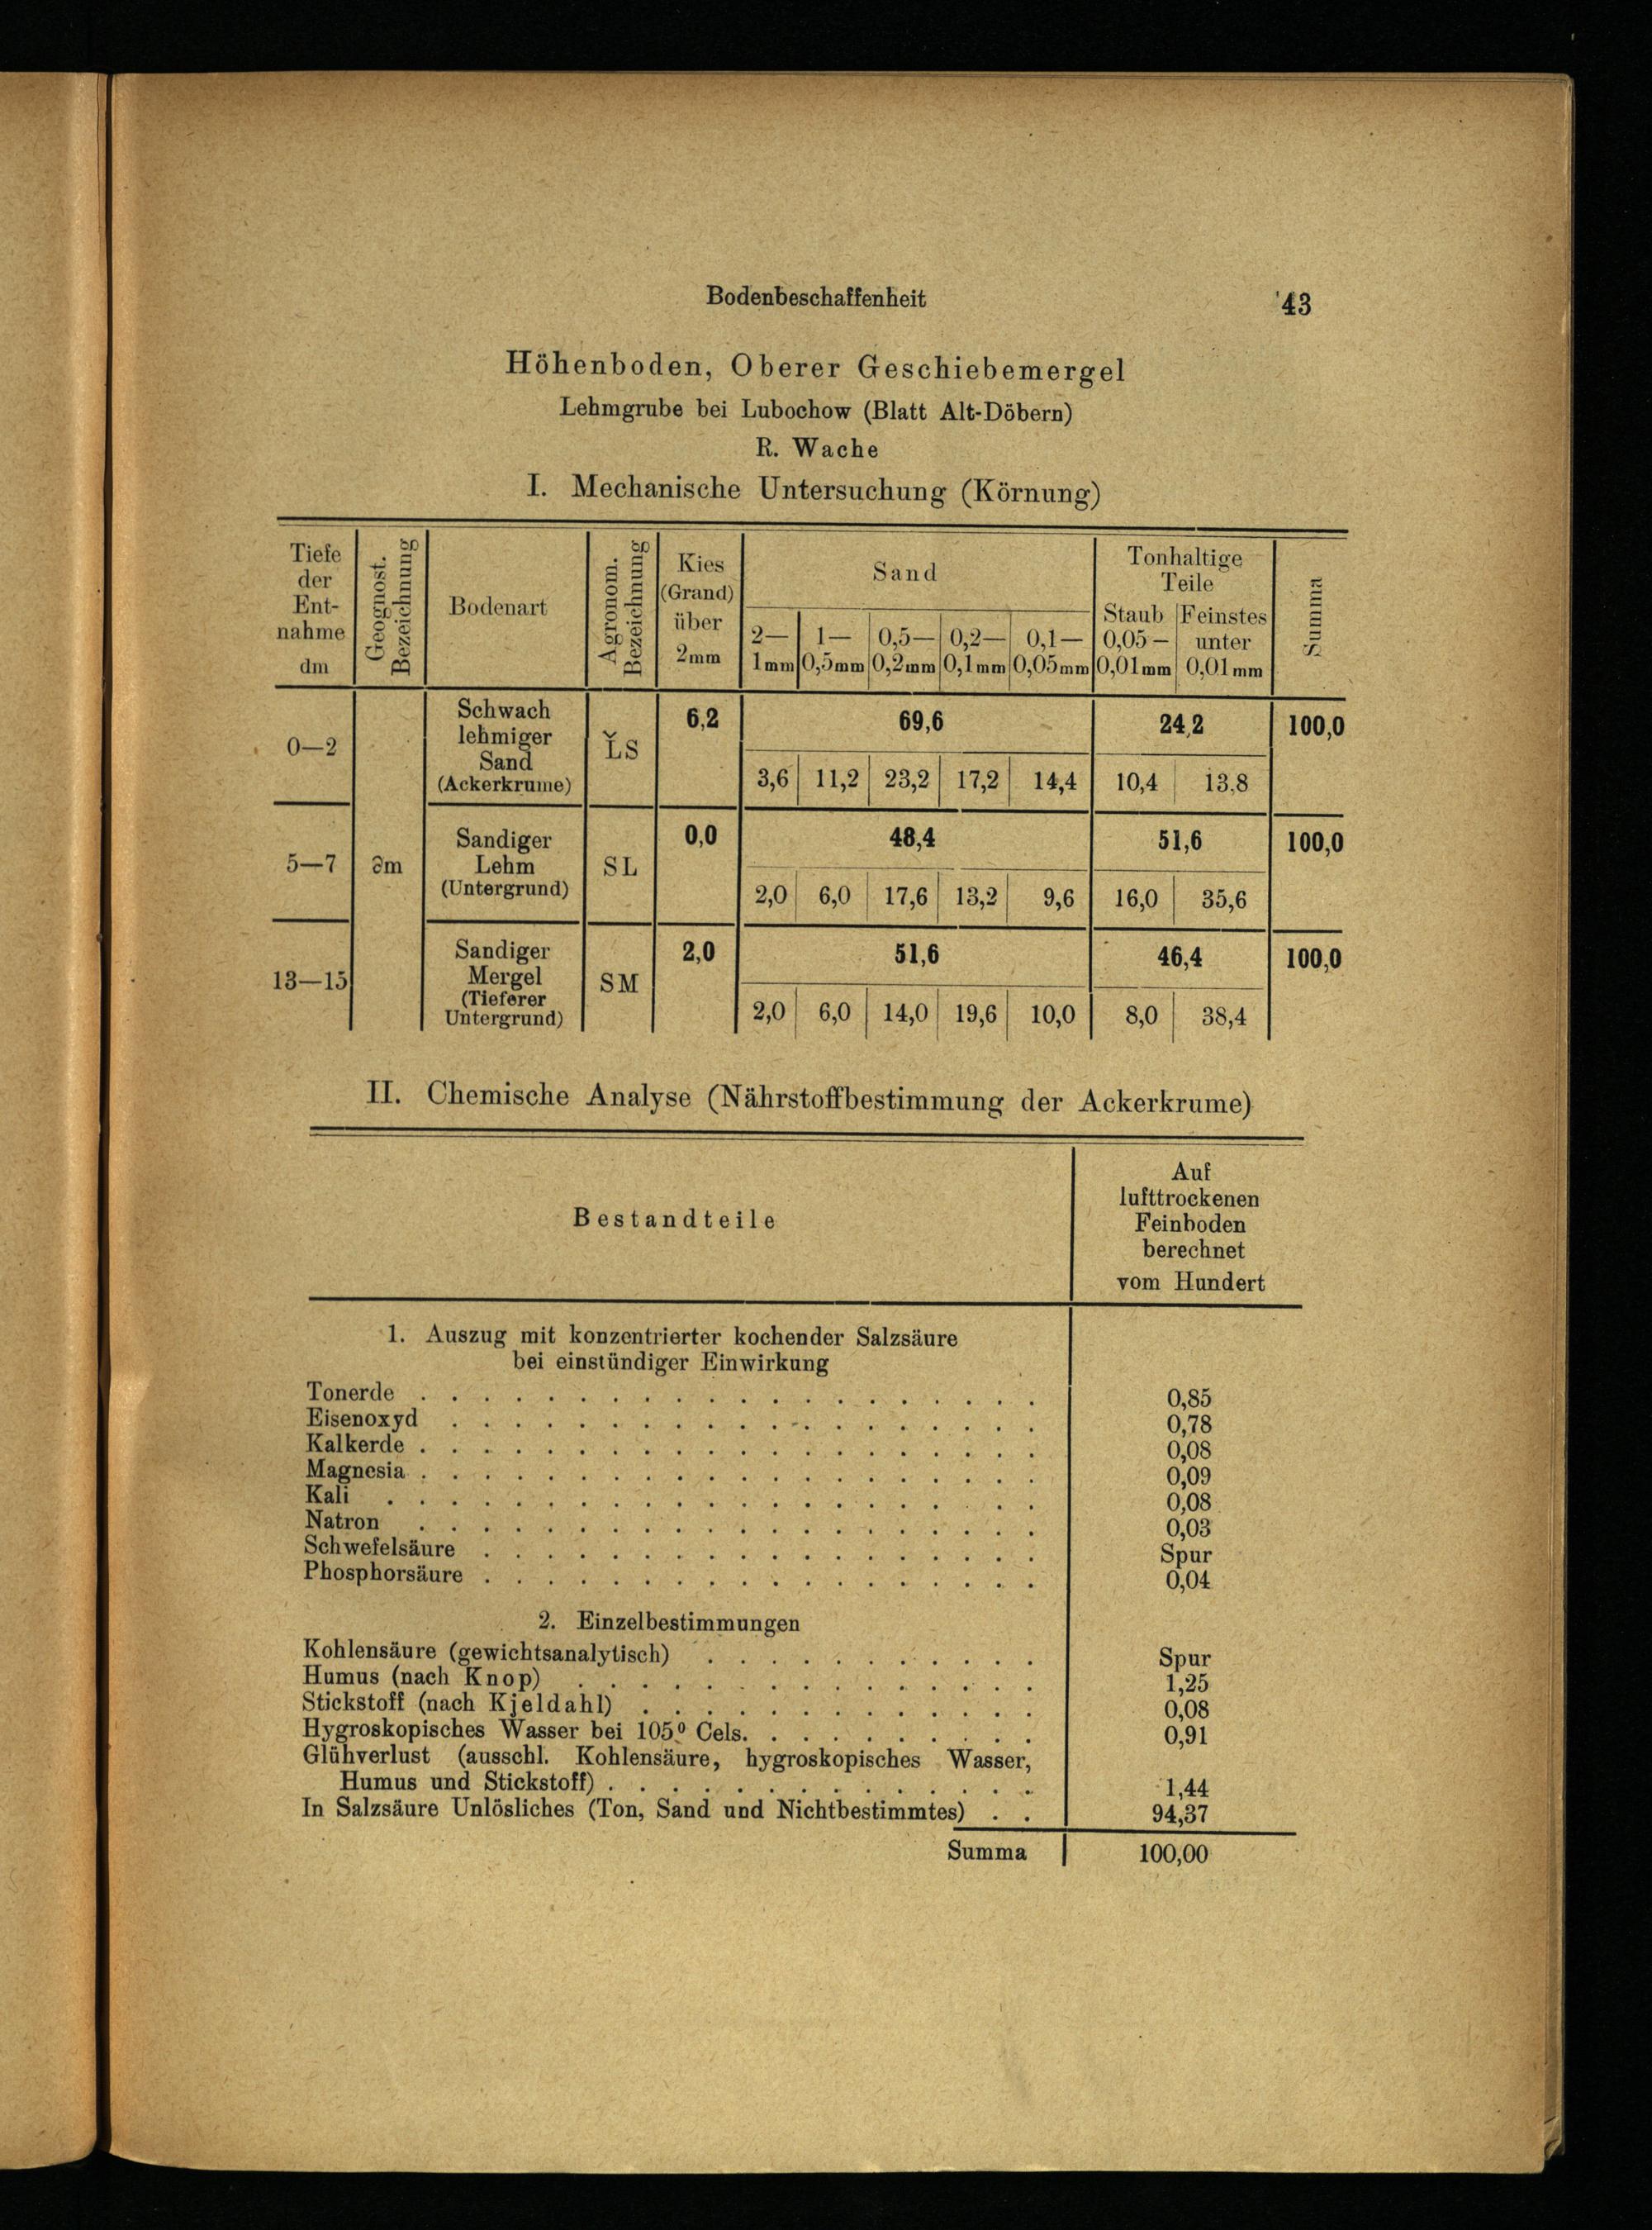 Bodenbeschaffenheit 43
Höhenboden, Oberer Geschiebemergel
Lehmgrube bei Lubochow (Blatt Alt-Döbern)
R. Wache
I. Mechanische Untersuchung (Körnung)
Tiefe der Ent- nahme dm | Geognost. Bezeichnung | Bodenart | Agronom. Bezeichnung | Kies (Grand) über 2mm | Sand | Tonhaltige Teile | Summa
2— 1mm | 1— 0,5mm | 0,5— 0,2mm | 0,2— 0,1mm | 0,1— 0,05mm | Staub 0,05— 0,01mm | Feinstes unter 0,01mm
0—2 | Schwach lehmiger Sand (Ackerkrume) | L̆S | 6,2 | 69,6 | 24,2 | 100,0
3,6 | 11,2 | 23,2 | 17,2 | 14,4 | 10,4 | 13,8
5—7 | ∂m | Sandiger Lehm (Untergrund) | SL | 0,0 | 48,4 | 51,6 | 100,0
2,0 | 6,0 | 17,6 | 13,2 | 9,6 | 16,0 | 35,6
13—15 | Sandiger Mergel (Tieferer Untergrund) | SM | 2,0 | 51,6 | 46,4 | 100,0
2,0 | 6,0 | 14,0 | 19,6 | 10,0 | 8,0 | 38,4
II. Chemische Analyse (Nährstoffbestimmung der Ackerkrume)
Bestandteile
Auf
lufttrockenen
Feinboden
berechnet
vom Hundert
1. Auszug mit konzentrierter kochender Salzsäure
bei einstündiger Einwirkung
Tonerde . . . . 0,85
Eisenoxyd . . . . 0,78
Kalkerde . . . . 0,08
Magnesia . . . . 0,09
Kali . . . . 0,08
Natron . . . . 0,03
Schwefelsäure . . . . Spur
Phosphorsäure . . . . 0,04
2. Einzelbestimmungen
Kohlensäure (gewichtsanalytisch) . . . . Spur
Humus (nach Knop) . . . . 1,25
Stickstoff (nach Kjeldahl) . . . . 0,08
Hygroskopisches Wasser bei 105⁰ Cels. . . . . 0,91
Glühverlust (ausschl. Kohlensäure, hygroskopisches Wasser,
Humus und Stickstoff) . . . . 1,44
In Salzsäure Unlösliches (Ton, Sand und Nichtbestimmtes) . . 94,37
Summa 100,00